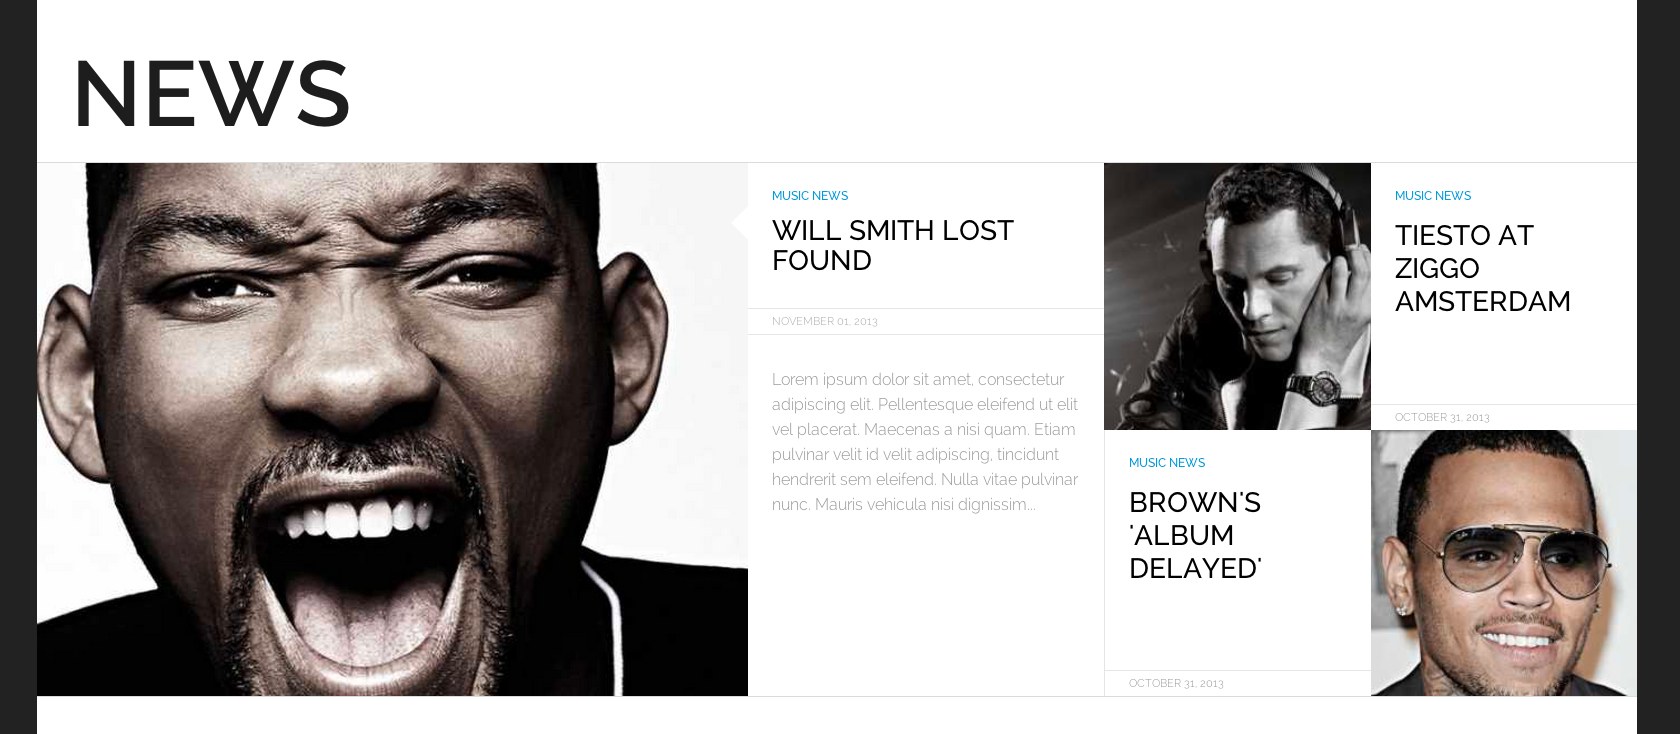 NEWS
MUSIC NEWS
WILL SMITH LOST
FOUND
NOVEMBER 01, 2013
Lorem ipsum dolor sit amet, consectetur
adipiscing elit. Pellentesque eleifend ut elit
vel placerat. Maecenas a nisi quam. Etiam
pulvinar velit id velit adipiscing, tincidunt
hendrerit sem eleifend. Nulla vitae pulvinar
nunc. Mauris vehicula nisi dignissim...
MUSIC NEWS
TIESTO AT
ZIGGO
AMSTERDAM
OCTOBER 31, 2013
MUSIC NEWS
BROWN'S
'ALBUM
DELAYED'
OCTOBER 31, 2013